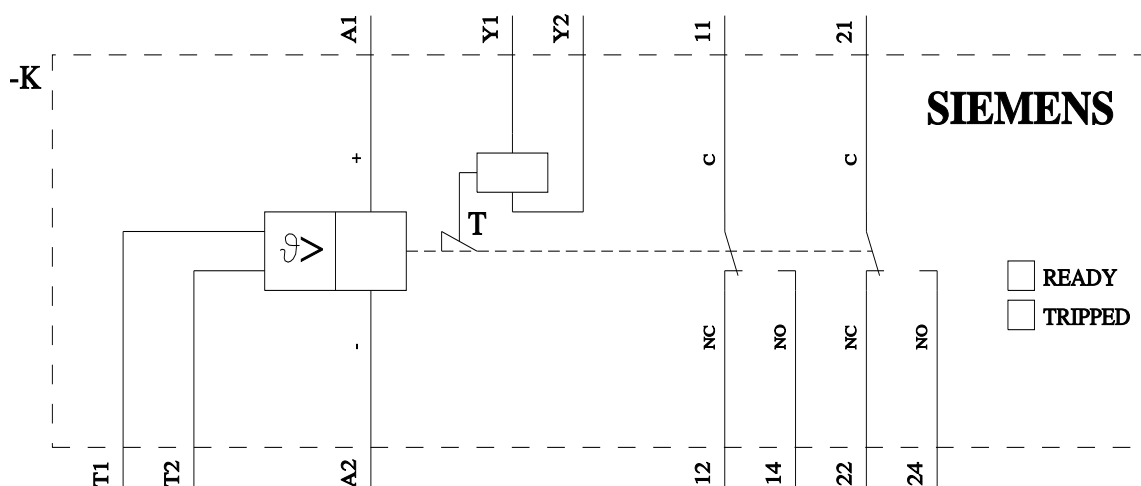 A1
Y1
Y2
11
21
-K
SIEMENS
+
C
C
T
ϑ>
READY
TRIPPED
-
NC
NO
NC
NO
T1
T2
A2
12
14
22
24